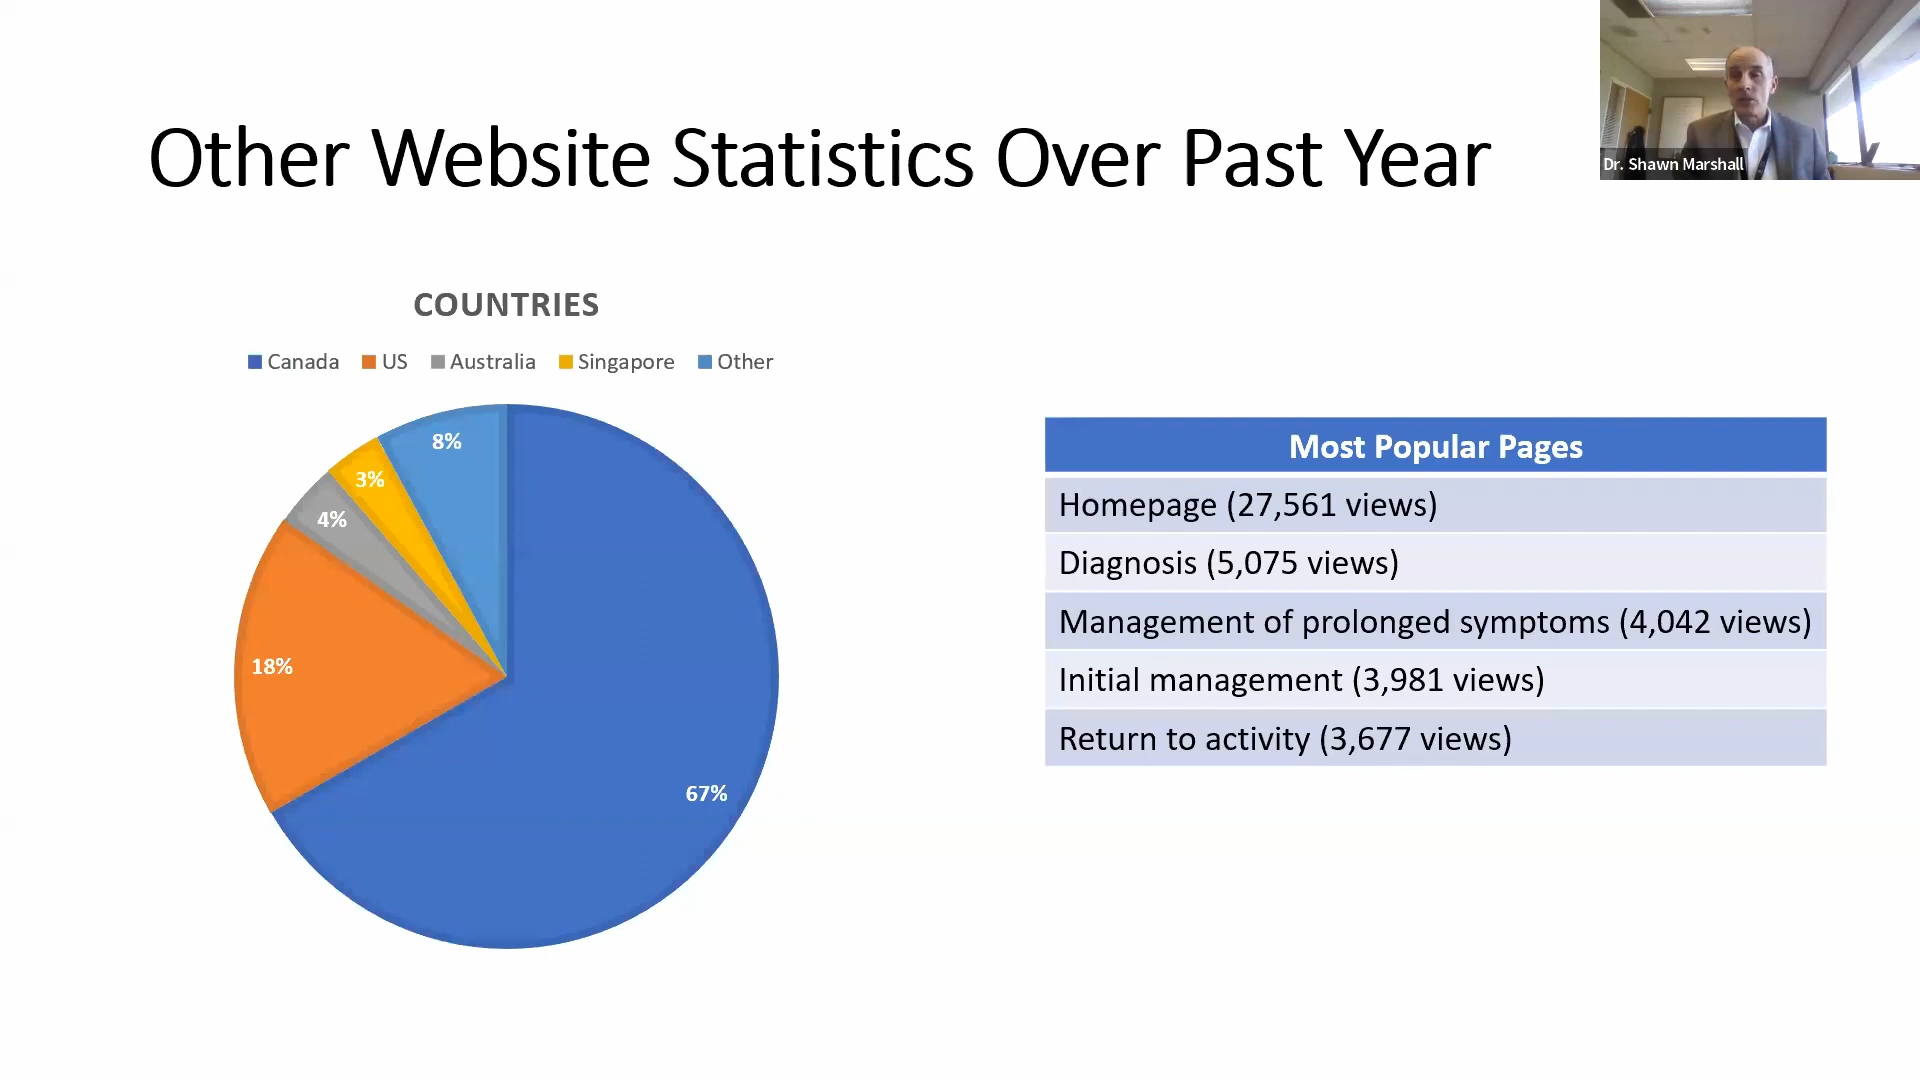 Other Website Statistics Over Past Year
Dr. Shawn Marshall
COUNTRIES
Canada US Australia Singapore Other
8%
3%
4%
18%
67%
Most Popular Pages
Homepage (27,561 views)
Diagnosis (5,075 views)
Management of prolonged symptoms (4,042 views)
Initial management (3,981 views)
Return to activity (3,677 views)